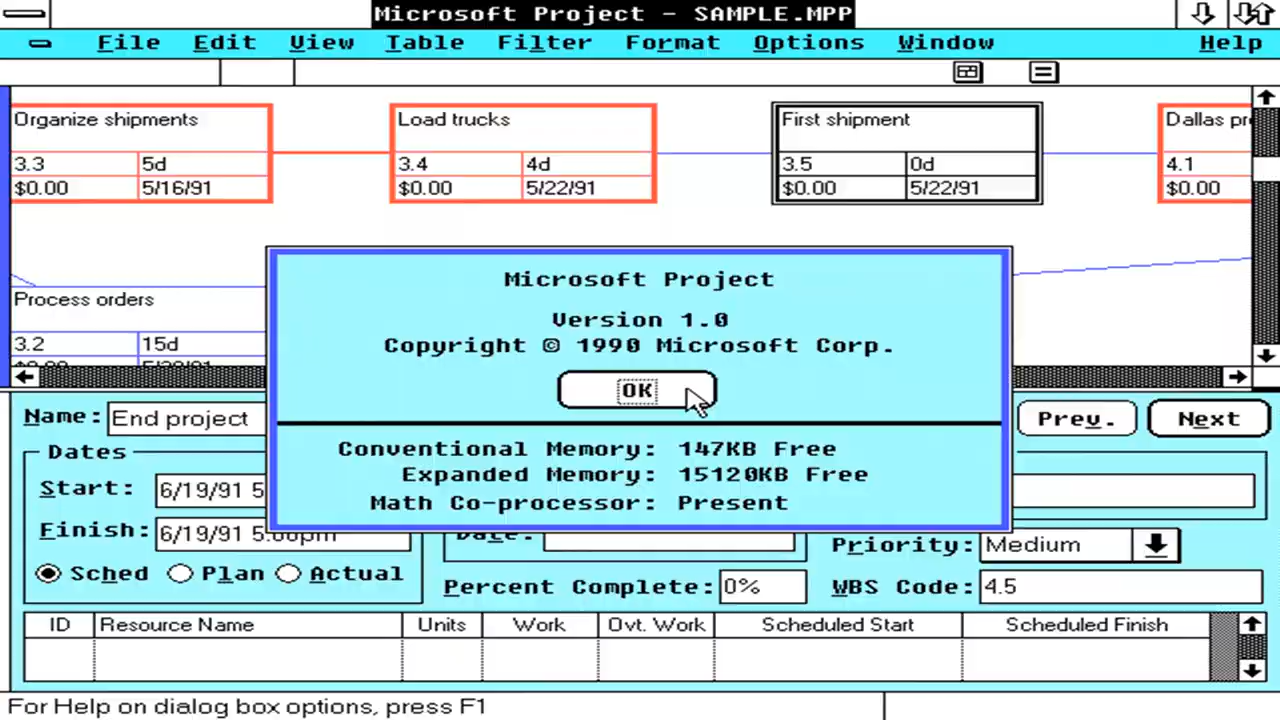 Microsoft Project - SAMPLE.MPP
File Edit View Table Filter Format Options Window Help
Organize shipments
3.3 5d
$0.00 5/16/91
Load trucks
3.4 4d
$0.00 5/22/91
First shipment
3.5 0d
$0.00 5/22/91
Dallas pr
4.1
$0.00
Process orders
3.2 15d
Microsoft Project
Version 1.0
Copyright © 1990 Microsoft Corp.
OK
Conventional Memory: 147KB Free
Expanded Memory: 15120KB Free
Math Co-processor: Present
Name: End project
Prev. Next
Dates
Start: 6/19/91 5
Finish: 6/19/91 5:00pm
Sched Plan Actual
Date:
Percent Complete: 0%
Priority: Medium
WBS Code: 4.5
ID Resource Name Units Work Ovt. Work Scheduled Start Scheduled Finish
For Help on dialog box options, press F1